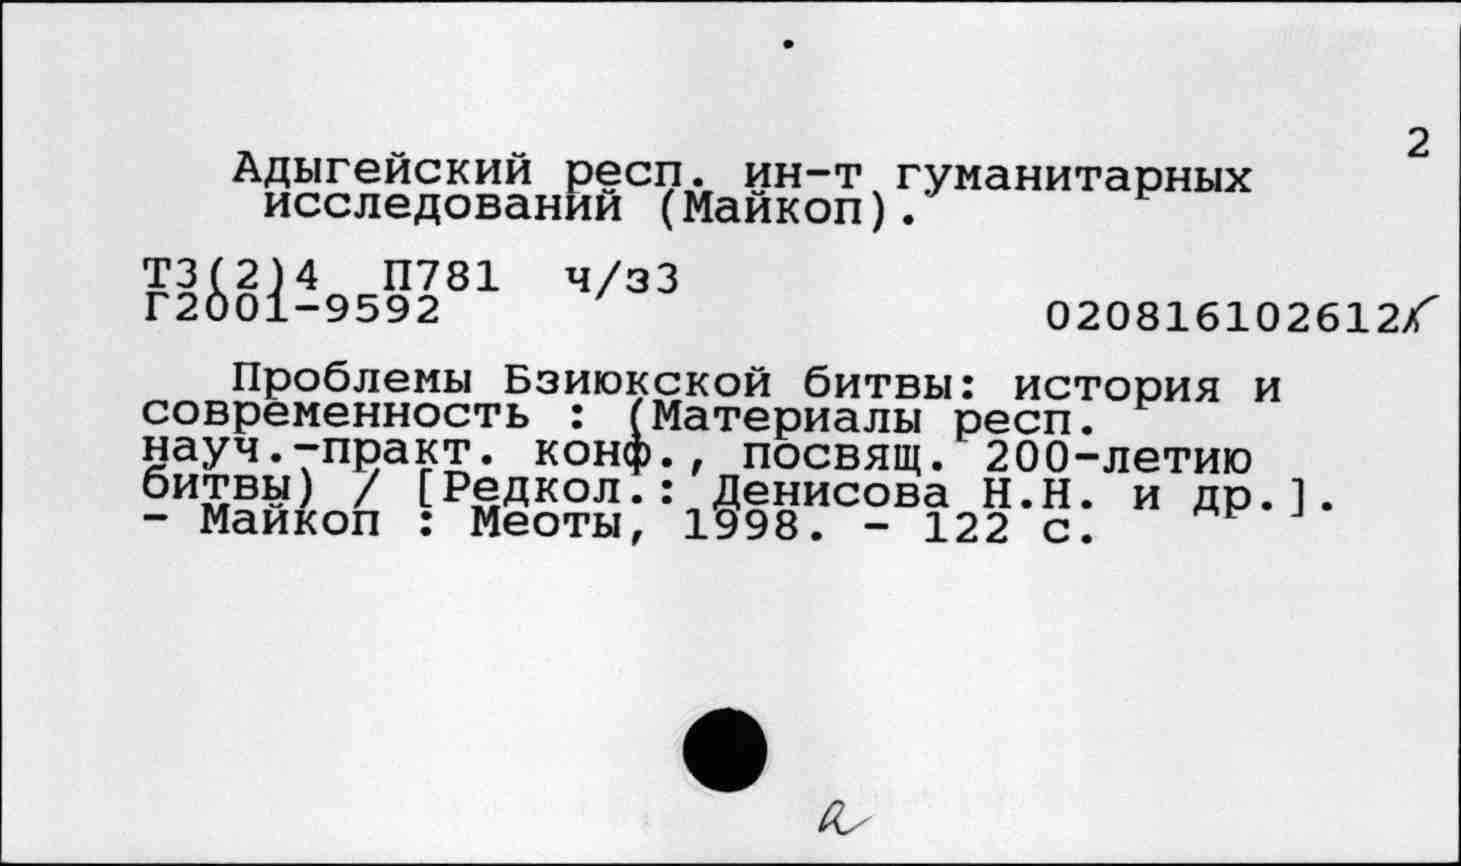 2
Адыгейский респ. ин-т гуманитарных
исследований (Майкоп).
Т3(2)4 П781 ч/з3
Г2001-9592
020816102612
Проблемы Бзиюкской битвы: история и
современность : (Материалы респ.
науч.-практ. конф., посвящ. 200-летию
битвы) / [Редкол.: Денисова Н.Н. и др.].
- Майкоп : Меоты, 1998. - 122 с.
а